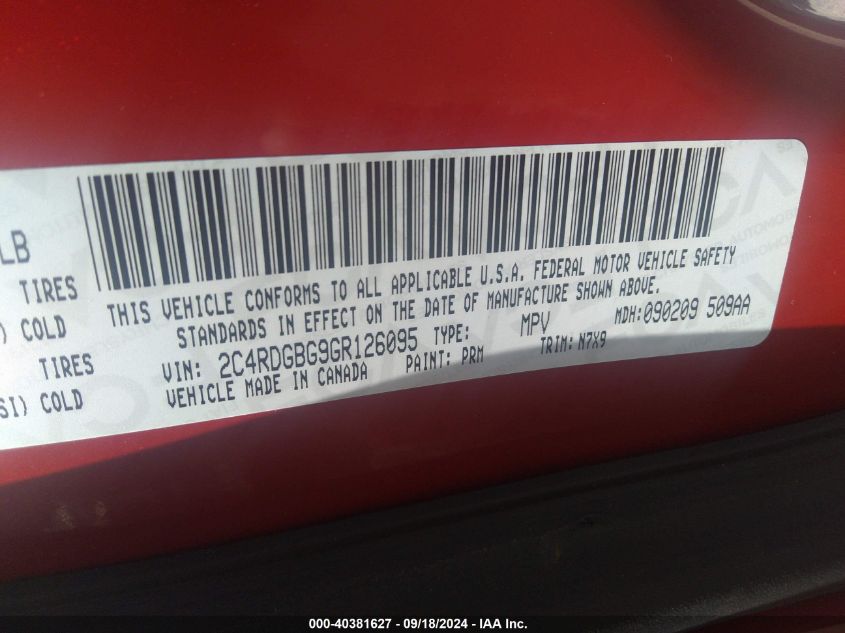 LB
TIRES
) COLD
TIRES
SI) COLD
THIS VEHICLE CONFORMS TO ALL APPLICABLE U.S.A. FEDERAL MOTOR VEHICLE SAFETY
STANDARDS IN EFFECT ON THE DATE OF MANUFACTURE SHOWN ABOVE.
VIN: 2C4RDGBG9GR126095 TYPE: MPV MDH:090209 509AA
VEHICLE MADE IN CANADA PAINT: PRM TRIM: N7X9
000-40381627 - 09/18/2024 - IAA Inc.